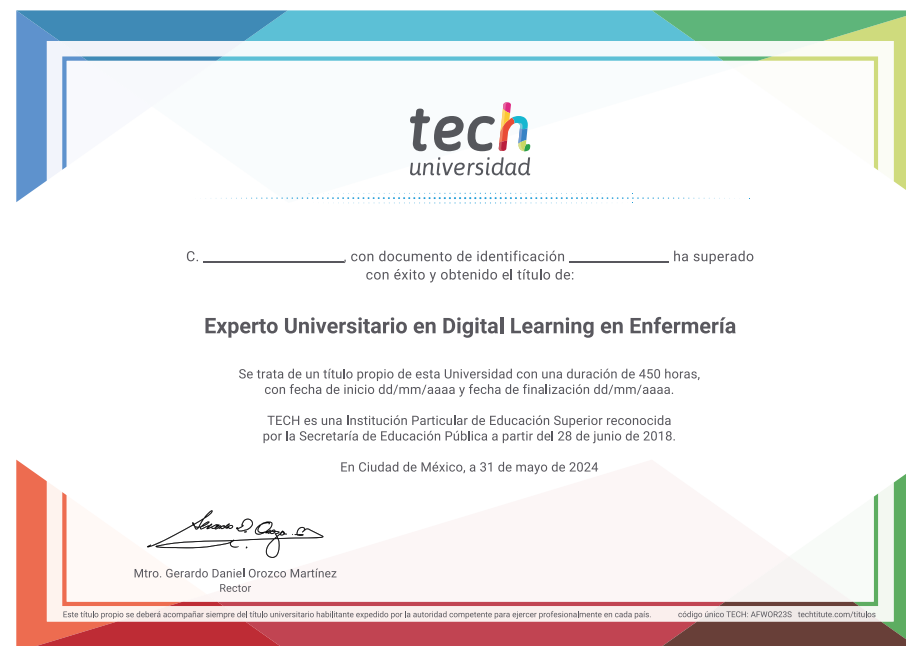 tech
universidad
C. ____________, con documento de identificación ____________ ha superado
con éxito y obtenido el título de:
Experto Universitario en Digital Learning en Enfermería
Se trata de un título propio de esta Universidad con una duración de 450 horas,
con fecha de inicio dd/mm/aaaa y fecha de finalización dd/mm/aaaa.
TECH es una Institución Particular de Educación Superior reconocida
por la Secretaría de Educación Pública a partir del 28 de junio de 2018.
En Ciudad de México, a 31 de mayo de 2024
Mtro. Gerardo Daniel Orozco Martínez
Rector
Este título propio se deberá acompañar siempre del título universitario habilitante expedido por la autoridad competente para ejercer profesionalmente en cada país. código único TECH: AFWOR23S techtitute.com/titulos